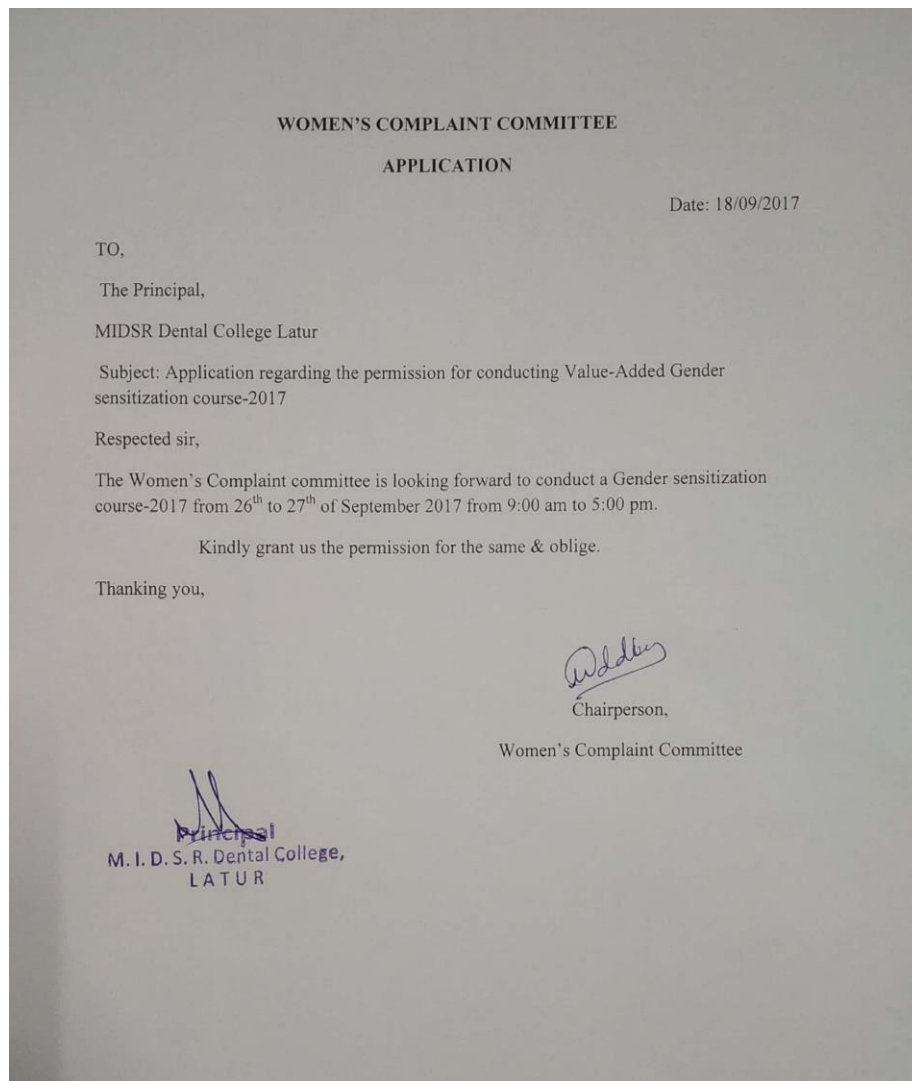 WOMEN'S COMPLAINT COMMITTEE
APPLICATION
Date: 18/09/2017
TO,
The Principal,
MIDSR Dental College Latur
Subject: Application regarding the permission for conducting Value-Added Gender
sensitization course-2017
Respected sir,
The Women's Complaint committee is looking forward to conduct a Gender sensitization
course-2017 from 26th to 27th of September 2017 from 9:00 am to 5:00 pm.
Kindly grant us the permission for the same & oblige.
Thanking you,
Chairperson,
Women's Complaint Committee
Principal
M. I. D. S. R. Dental College,
LATUR